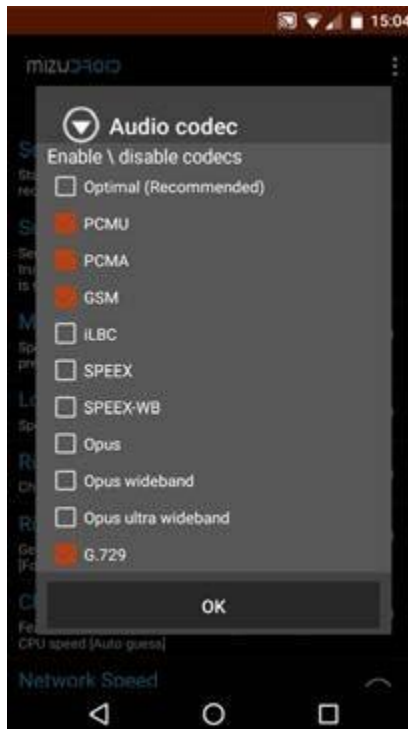 15:04
mizudroid
Audio codec
Enable \ disable codecs
Optimal (Recommended)
PCMU
PCMA
GSM
iLBC
SPEEX
SPEEX-WB
Opus
Opus wideband
Opus ultra wideband
G.729
OK
CPU speed [Auto guess]
Network Speed